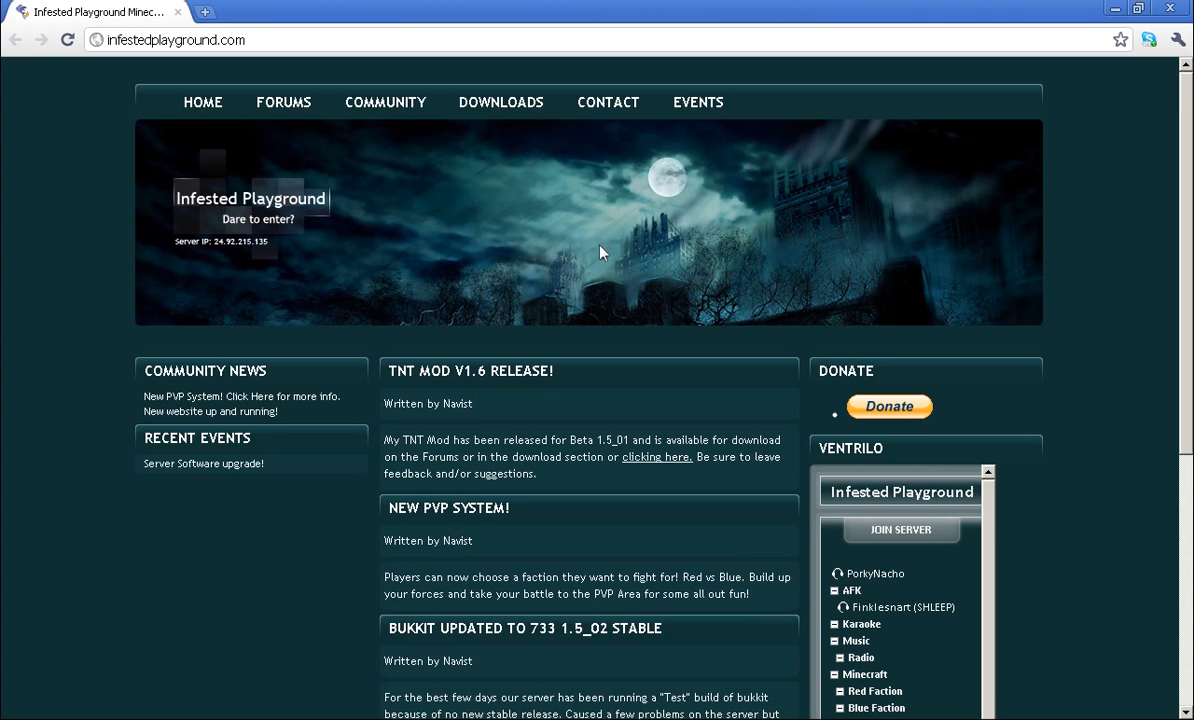 Infested Playground Minec...
infestedplayground.com
HOME FORUMS COMMUNITY DOWNLOADS CONTACT EVENTS
Infested Playground
Dare to enter?
Server IP: 24.92.215.135
COMMUNITY NEWS
New PVP System! Click Here for more info.
New website up and running!
RECENT EVENTS
Server Software upgrade!
TNT MOD V1.6 RELEASE!
Written by Navist
My TNT Mod has been released for Beta 1.5_01 and is available for download
on the Forums or in the download section or clicking here. Be sure to leave
feedback and/or suggestions.
NEW PVP SYSTEM!
Written by Navist
Players can now choose a faction they want to fight for! Red vs Blue. Build up
your forces and take your battle to the PVP Area for some all out fun!
BUKKIT UPDATED TO 733 1.5_02 STABLE
Written by Navist
For the best few days our server has been running a "Test" build of bukkit
because of no new stable release. Caused a few problems on the server but
DONATE
Donate
VENTRILO
Infested Playground
JOIN SERVER
PorkyNacho
AFK
Finklesnart (SHLEEP)
Karaoke
Music
Radio
Minecraft
Red Faction
Blue Faction